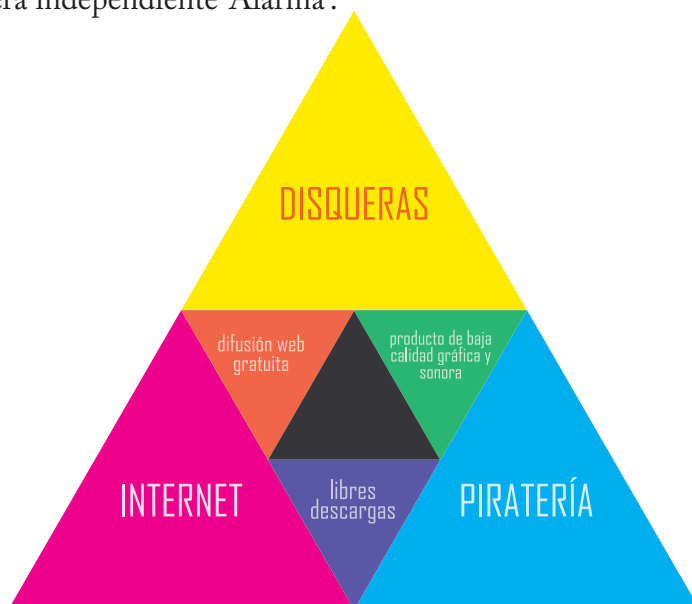 era independiente Alarma'.
DISQUERAS
difusión web
gratuita
producto de baja
calidad gráfica y
sonora
INTERNET
libres
descargas
PIRATERÍA